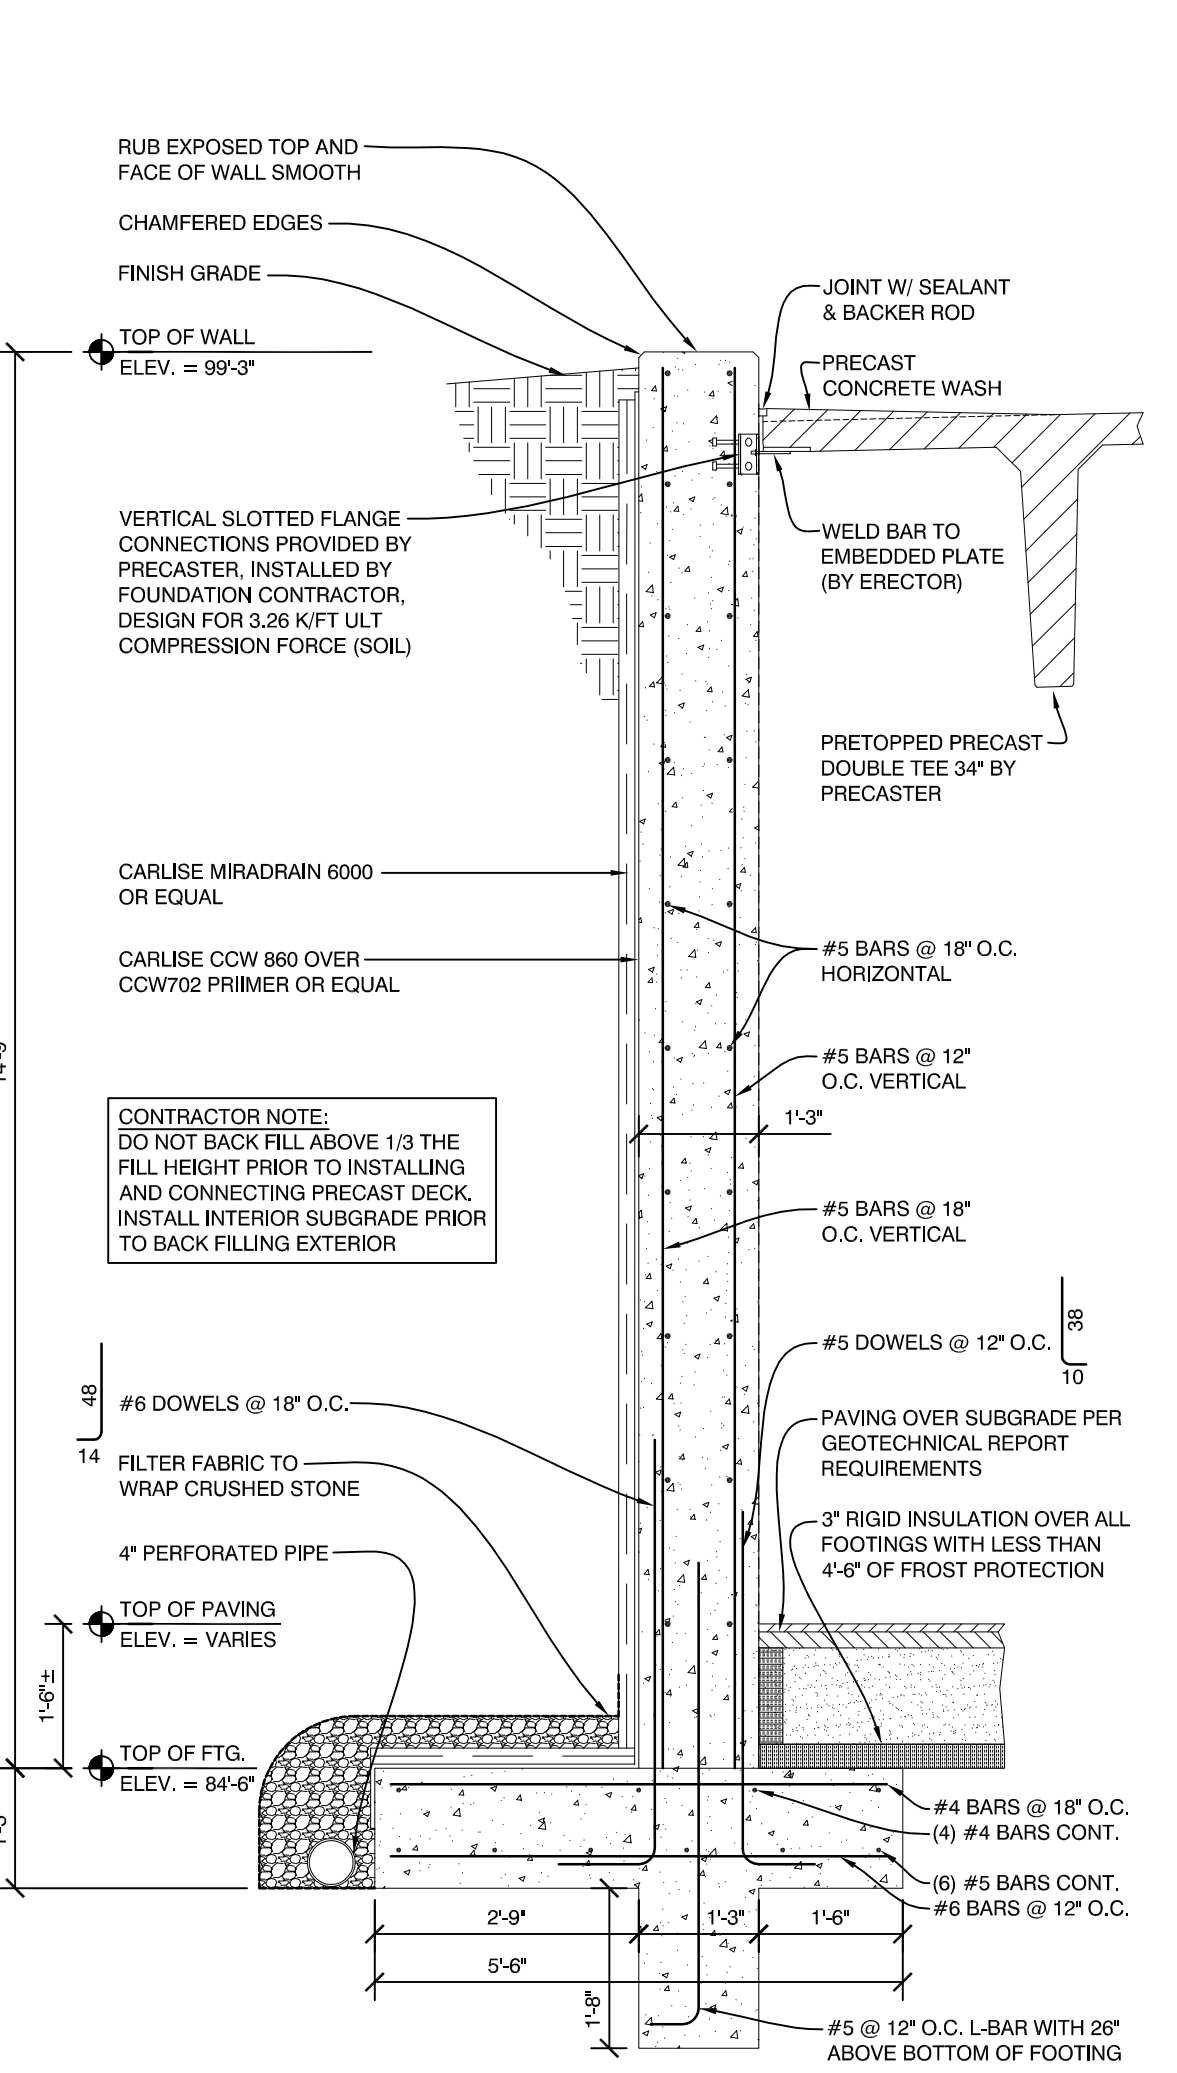 RUB EXPOSED TOP AND
FACE OF WALL SMOOTH
CHAMFERED EDGES
FINISH GRADE
JOINT W/ SEALANT
& BACKER ROD
TOP OF WALL
ELEV. = 99'-3"
PRECAST
CONCRETE WASH
VERTICAL SLOTTED FLANGE
CONNECTIONS PROVIDED BY
PRECASTER, INSTALLED BY
FOUNDATION CONTRACTOR,
DESIGN FOR 3.26 K/FT ULT
COMPRESSION FORCE (SOIL)
WELD BAR TO
EMBEDDED PLATE
(BY ERECTOR)
PRETOPPED PRECAST
DOUBLE TEE 34" BY
PRECASTER
CARLISE MIRADRAIN 6000
OR EQUAL
CARLISE CCW 860 OVER
CCW702 PRIIMER OR EQUAL
#5 BARS @ 18" O.C.
HORIZONTAL
#5 BARS @ 12"
O.C. VERTICAL
1'-3"
CONTRACTOR NOTE:
DO NOT BACK FILL ABOVE 1/3 THE
FILL HEIGHT PRIOR TO INSTALLING
AND CONNECTING PRECAST DECK.
INSTALL INTERIOR SUBGRADE PRIOR
TO BACK FILLING EXTERIOR
#5 BARS @ 18"
O.C. VERTICAL
#5 DOWELS @ 12" O.C.
38
10
48
14
#6 DOWELS @ 18" O.C.
PAVING OVER SUBGRADE PER
GEOTECHNICAL REPORT
REQUIREMENTS
FILTER FABRIC TO
WRAP CRUSHED STONE
3" RIGID INSULATION OVER ALL
FOOTINGS WITH LESS THAN
4'-6" OF FROST PROTECTION
4" PERFORATED PIPE
TOP OF PAVING
ELEV. = VARIES
1'-6"±
TOP OF FTG.
ELEV. = 84'-6"
#4 BARS @ 18" O.C.
(4) #4 BARS CONT.
(6) #5 BARS CONT.
#6 BARS @ 12" O.C.
2'-9"
1'-3"
1'-6"
5'-6"
1'-8"
#5 @ 12" O.C. L-BAR WITH 26"
ABOVE BOTTOM OF FOOTING